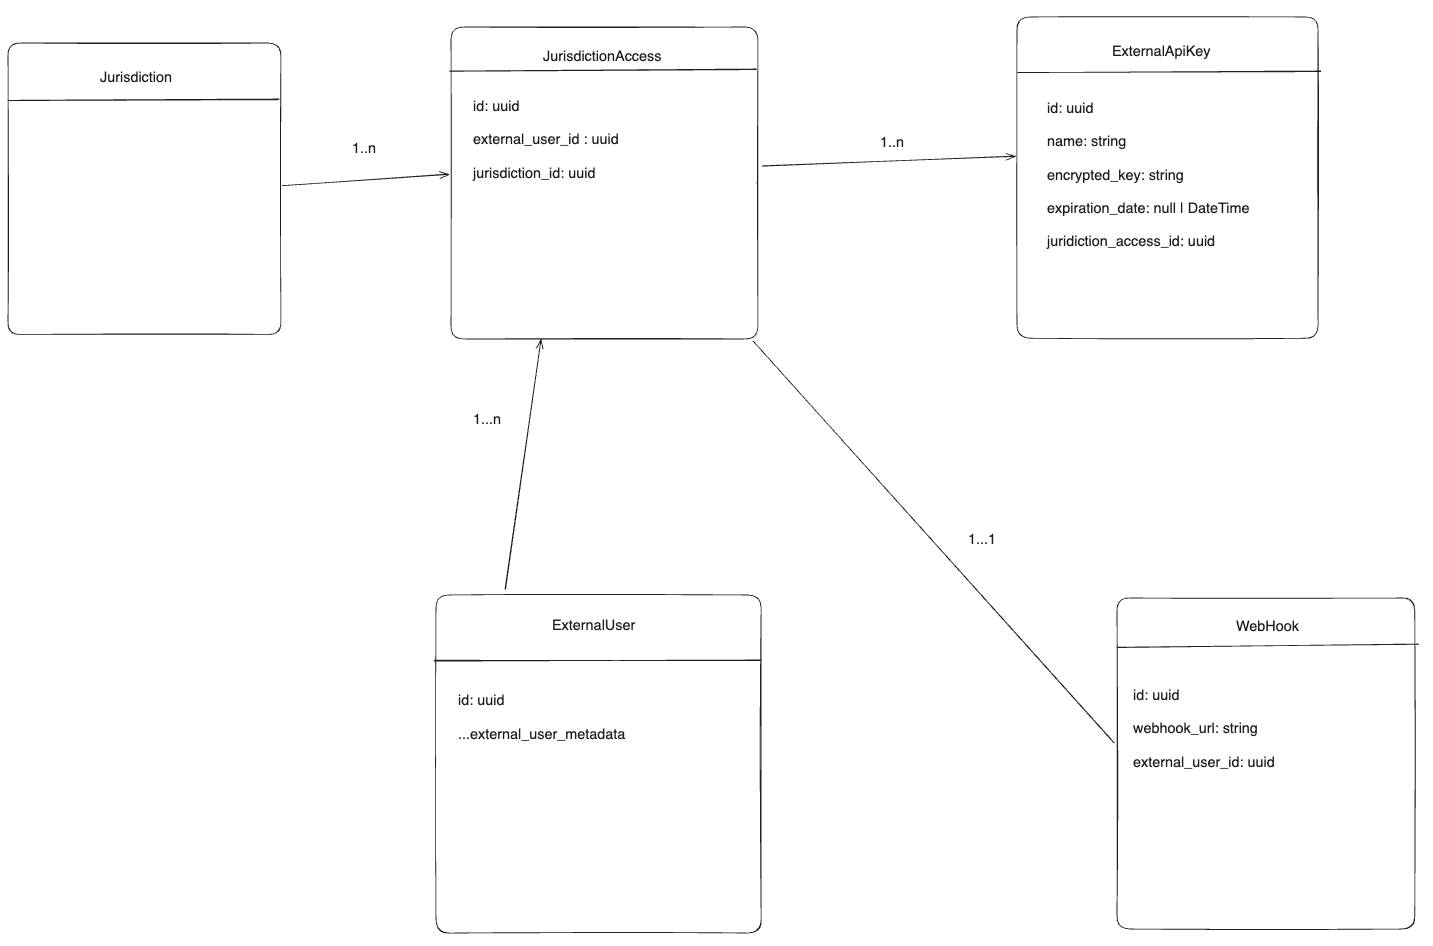 Jurisdiction
1..n
JurisdictionAccess
id: uuid
external_user_id : uuid
jurisdiction_id: uuid
1..n
ExternalApiKey
id: uuid
name: string
encrypted_key: string
expiration_date: null | DateTime
juridiction_access_id: uuid
1...n
1...1
ExternalUser
id: uuid
...external_user_metadata
WebHook
id: uuid
webhook_url: string
external_user_id: uuid